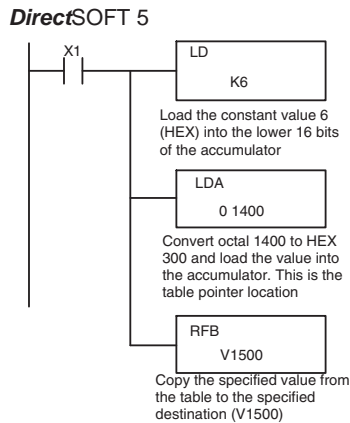 DirectSOFT 5
X1
LD
K6
Load the constant value 6
(HEX) into the lower 16 bits
of the accumulator
LDA
0 1400
Convert octal 1400 to HEX
300 and load the value into
the accumulator. This is the
table pointer location
RFB
V1500
Copy the specified value from
the table to the specified
destination (V1500)